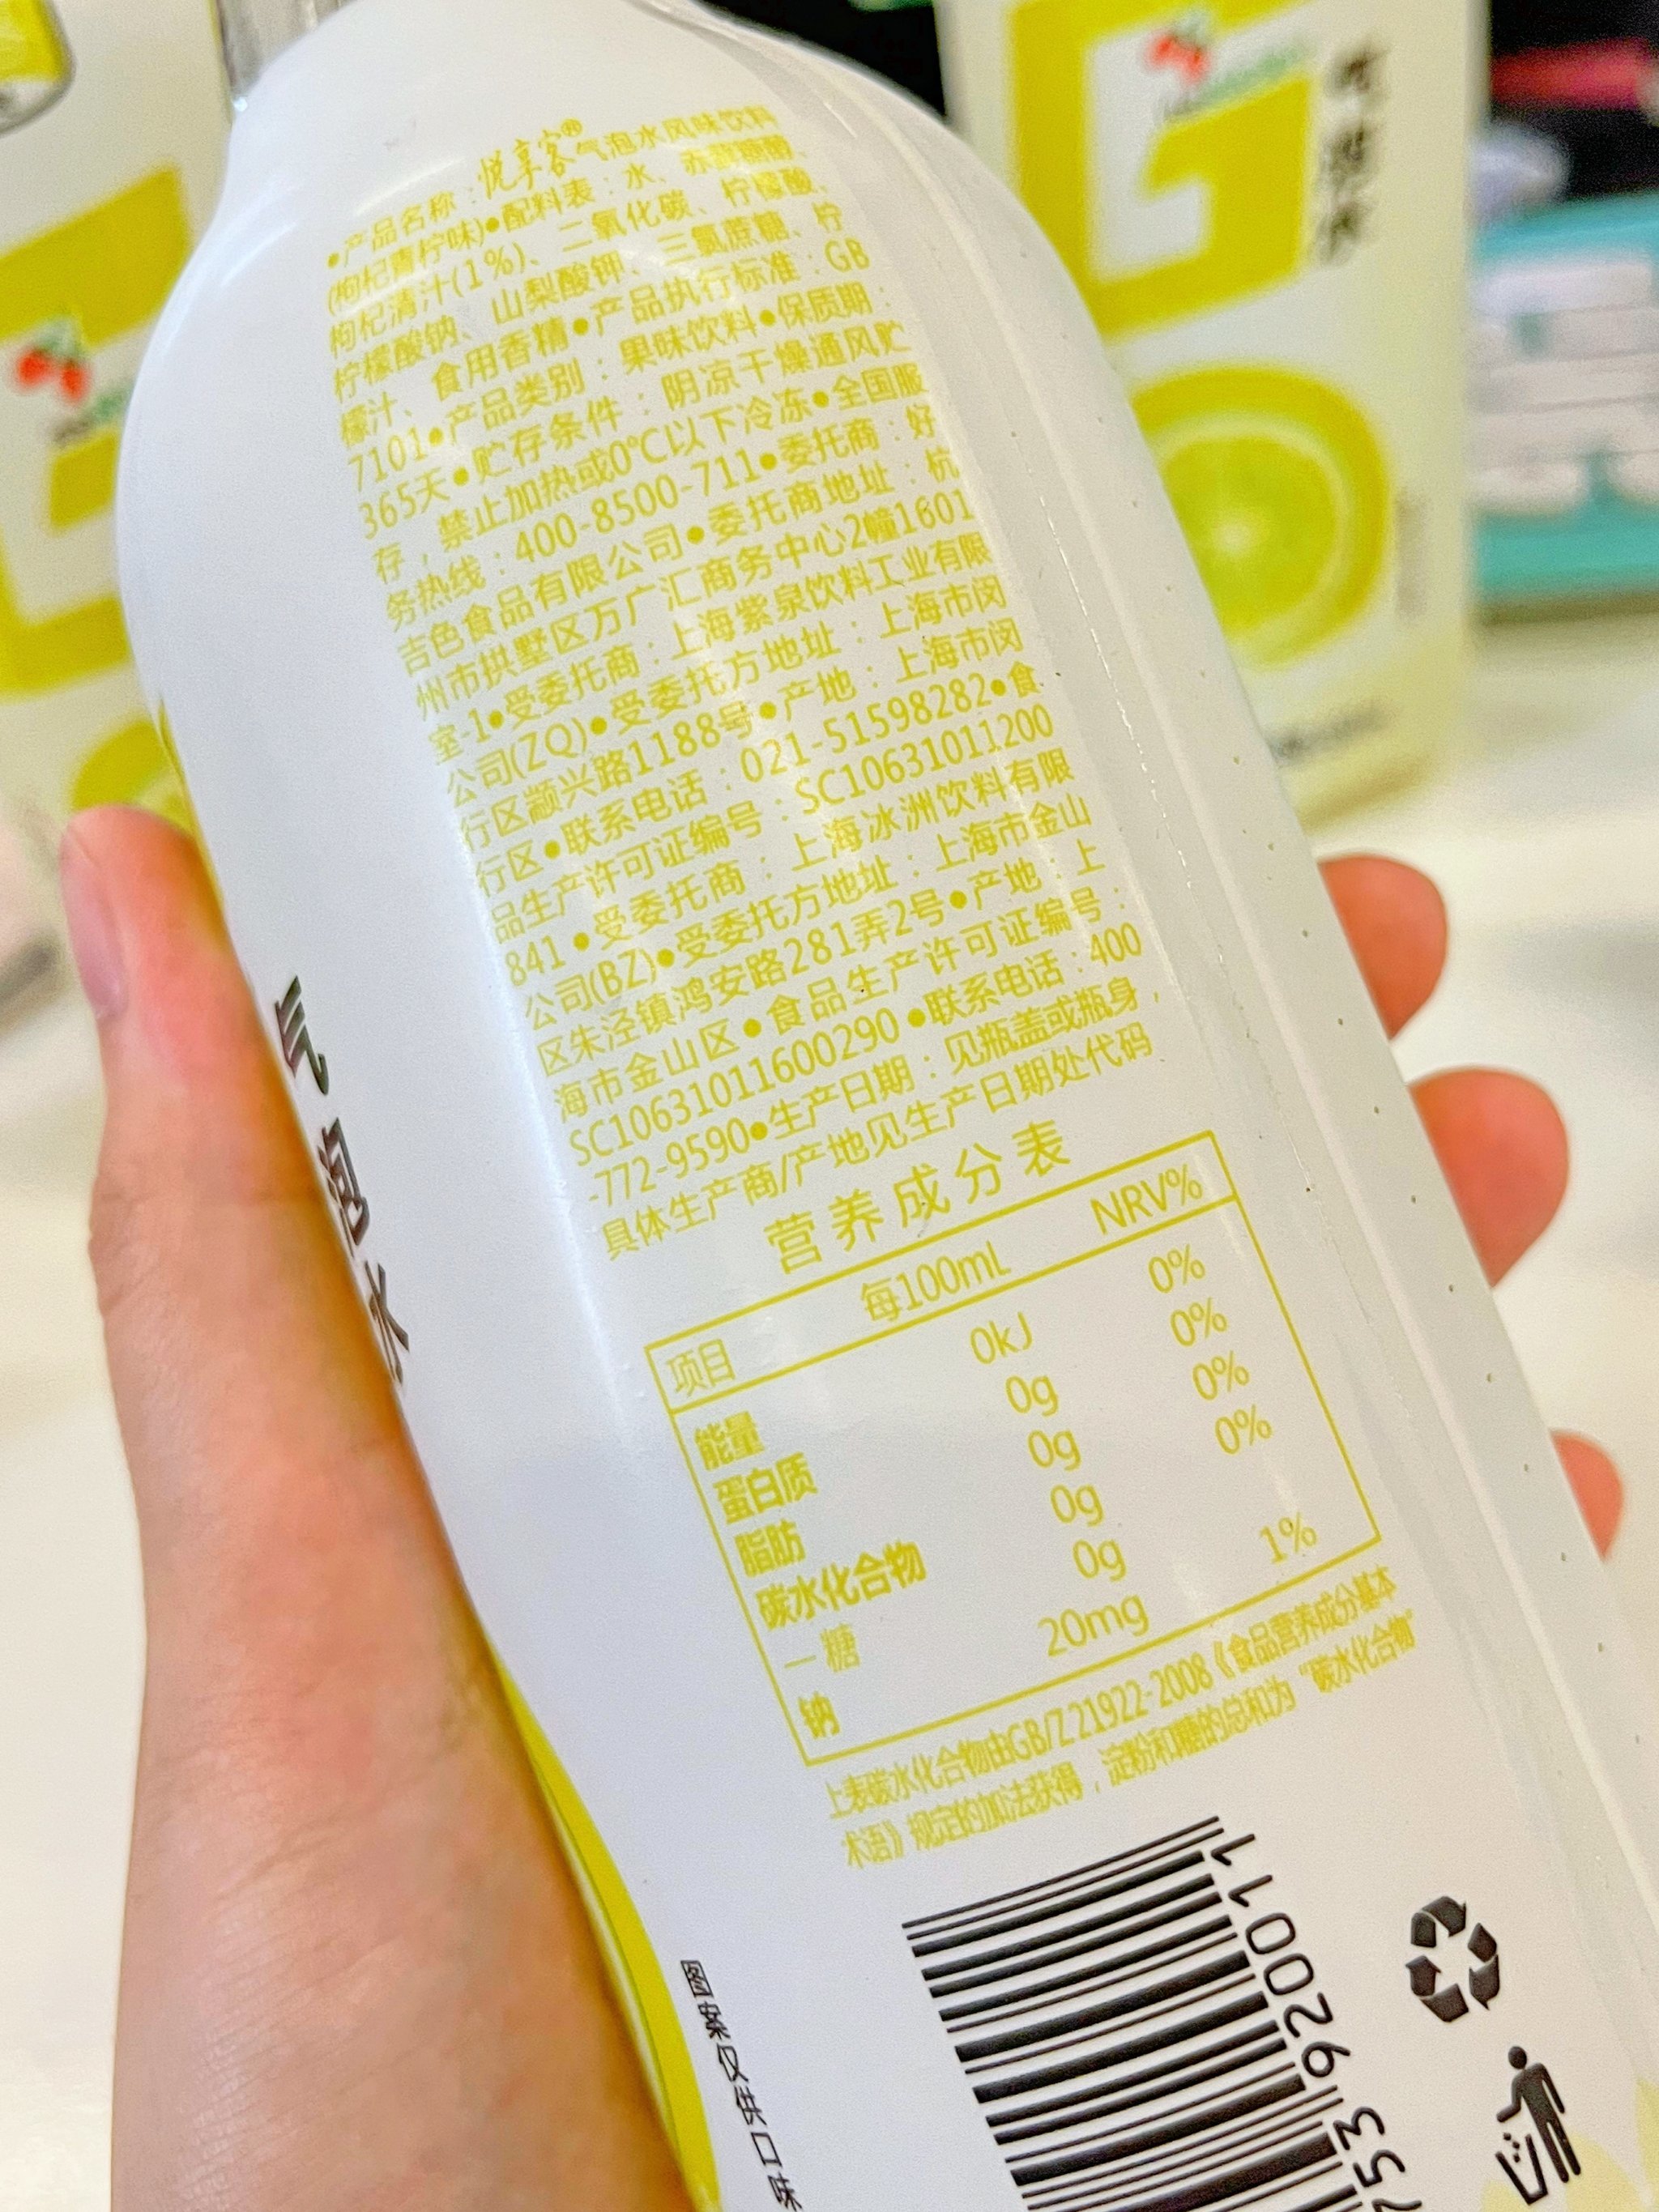 •产品名称：悦享客®气泡水风味饮料
(枸杞青柠味)•配料表：水、赤藓糖醇、
枸杞清汁(1%)、二氧化碳、柠檬酸、
柠檬酸钠、山梨酸钾、三氯蔗糖、柠
檬汁、食用香精•产品执行标准：GB
7101•产品类别：果味饮料•保质期：
365天•贮存条件：阴凉干燥通风贮
存，禁止加热或0℃以下冷冻•全国服
务热线：400-8500-711•委托商：好
吉色食品有限公司•委托商地址：杭
州市拱墅区万广汇商务中心2幢1601
室-1•受委托商：上海紫泉饮料工业有限
公司(ZQ)•受委托方地址：上海市闵
行区颛兴路1188号•产地：上海市闵
行区•联系电话：021-51598282•食
品生产许可证编号：SC10631011200
841•受委托商：上海冰洲饮料有限
公司(BZ)•受委托方地址：上海市金山
区朱泾镇鸿安路281弄2号•产地：上
海市金山区•食品生产许可证编号：
SC10631011600290•联系电话：400
-772-9590•生产日期：见瓶盖或瓶身，
具体生产商/产地见生产日期处代码
营养成分表
项目 每100mL NRV%
能量 0kJ 0%
蛋白质 0g 0%
脂肪 0g 0%
碳水化合物 0g 0%
—糖 0g
钠 20mg 1%
上表碳水化合物由GB/Z21922-2008《食品营养成分基本
术语》规定的加法获得，淀粉和糖的总和为“碳水化合物”
图案仅供口味
气泡水